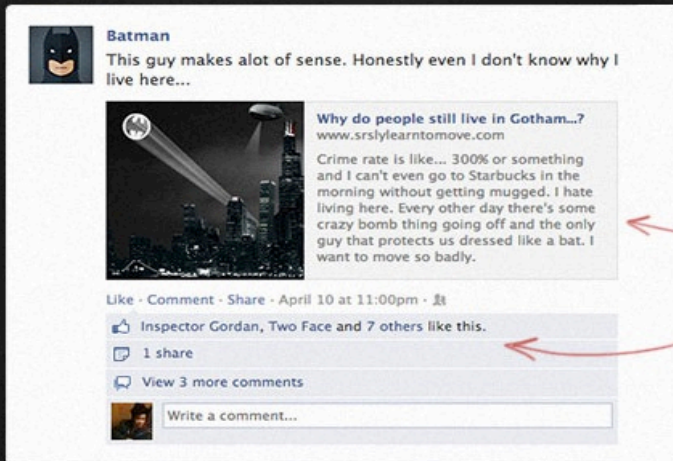 Batman
This guy makes alot of sense. Honestly even I don't know why I
live here...
Why do people still live in Gotham...?
www.srslylearntomove.com
Crime rate is like... 300% or something
and I can't even go to Starbucks in the
morning without getting mugged. I hate
living here. Every other day there's some
crazy bomb thing going off and the only
guy that protects us dressed like a bat. I
want to move so badly.
Like · Comment · Share · April 10 at 11:00pm ·
Inspector Gordan, Two Face and 7 others like this.
1 share
View 3 more comments
Write a comment...